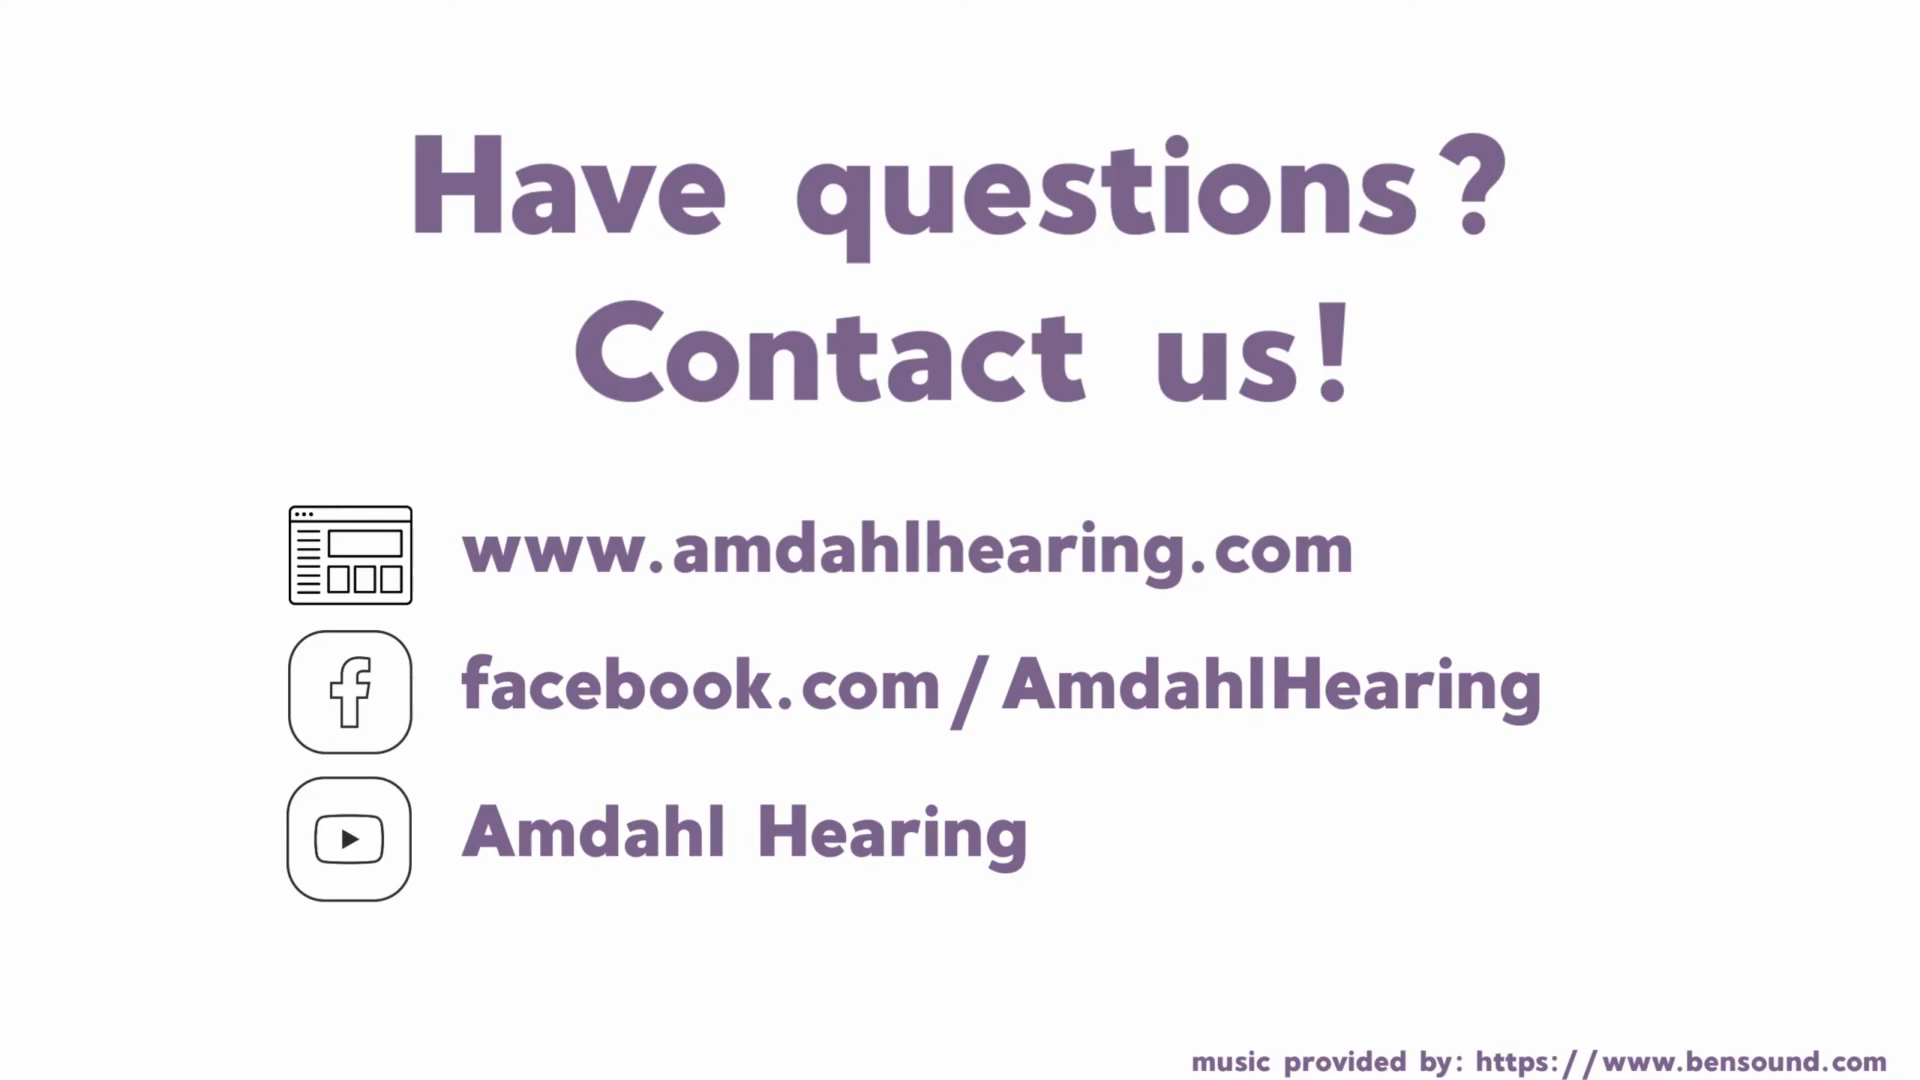 Have questions?
Contact us!
www.amdahlhearing.com
facebook.com/AmdahlHearing
Amdahl Hearing
music provided by: https://www.bensound.com